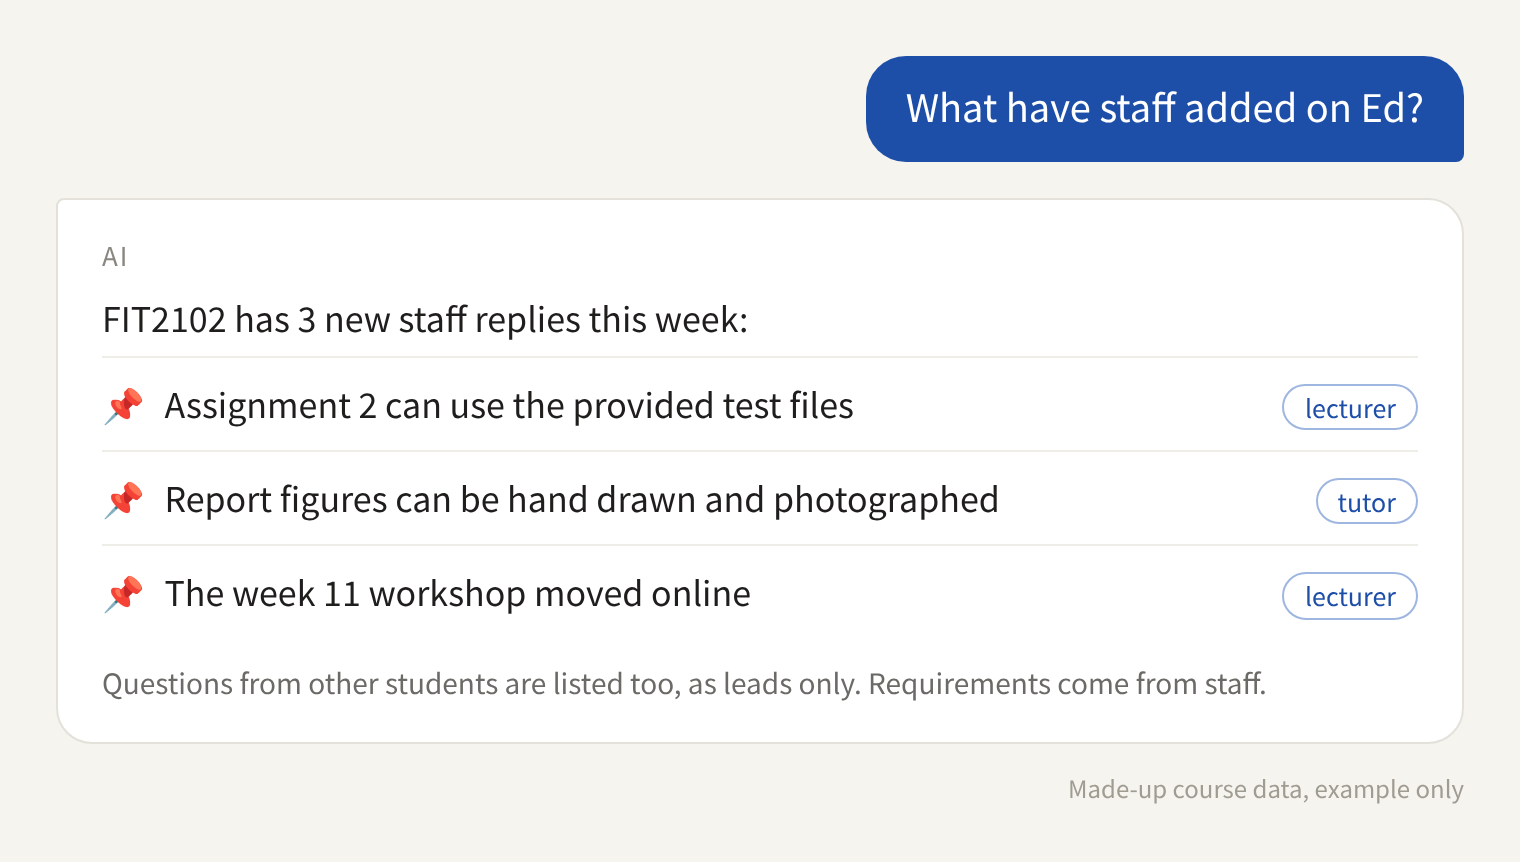 What have staff added on Ed?
AI
FIT2102 has 3 new staff replies this week:
📌 Assignment 2 can use the provided test files lecturer
📌 Report figures can be hand drawn and photographed tutor
📌 The week 11 workshop moved online lecturer
Questions from other students are listed too, as leads only. Requirements come from staff.
Made-up course data, example only